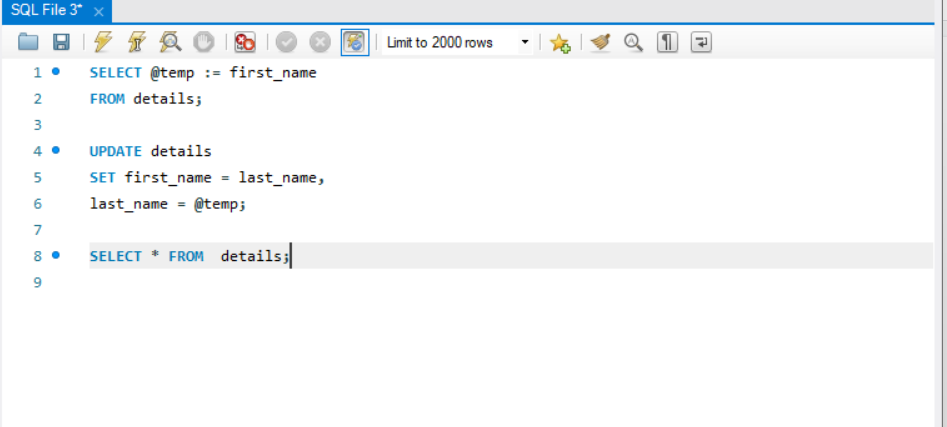 SQL File 3*
Limit to 2000 rows
1 SELECT @temp := first_name
2 FROM details;
3
4 UPDATE details
5 SET first_name = last_name,
6 last_name = @temp;
7
8 SELECT * FROM  details;
9